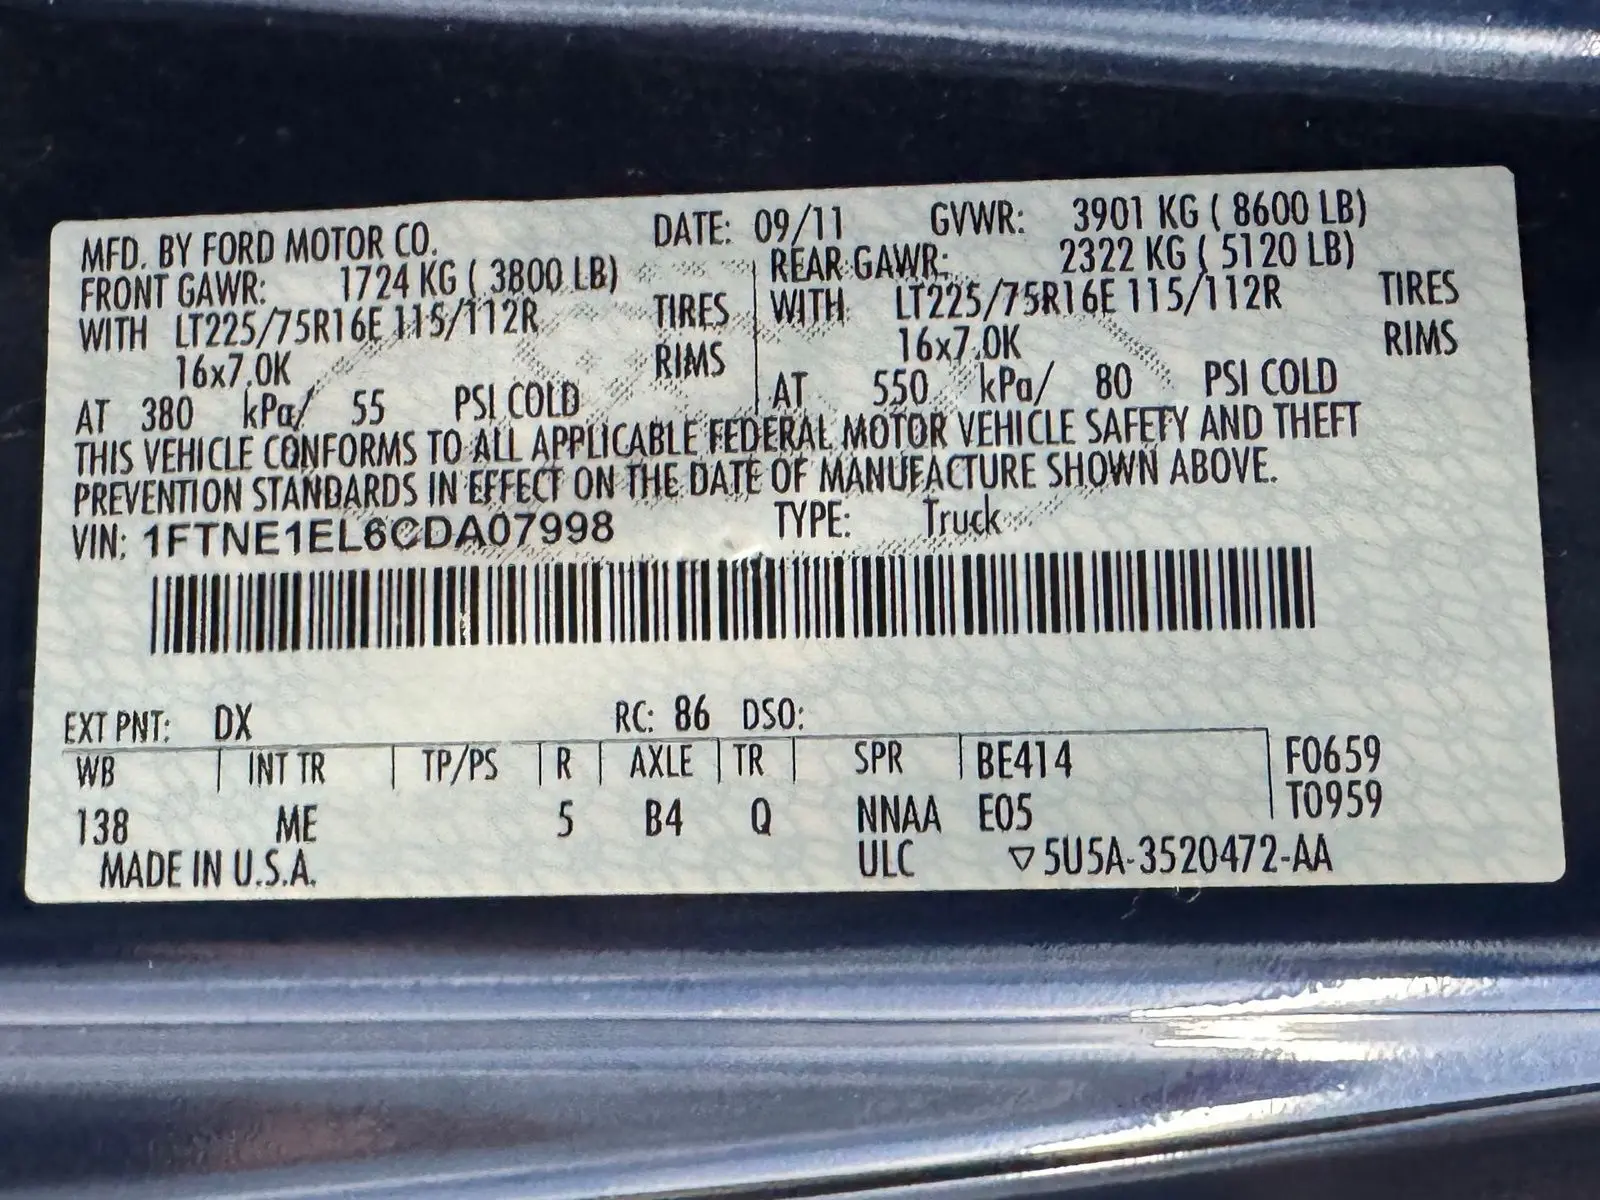 MFD. BY FORD MOTOR CO. DATE: 09/11 GVWR: 3901 KG ( 8600 LB)
FRONT GAWR: 1724 KG ( 3800 LB) REAR GAWR: 2322 KG ( 5120 LB)
WITH LT225/75R16E 115/112R TIRES WITH LT225/75R16E 115/112R TIRES
16x7.0K RIMS 16x7.0K RIMS
AT 380 kPa/ 55 PSI COLD AT 550 kPa/ 80 PSI COLD
THIS VEHICLE CONFORMS TO ALL APPLICABLE FEDERAL MOTOR VEHICLE SAFETY AND THEFT
PREVENTION STANDARDS IN EFFECT ON THE DATE OF MANUFACTURE SHOWN ABOVE.
VIN: 1FTNE1EL6CDA07998 TYPE: Truck
EXT PNT: DX RC: 86 DSO:
WB INT TR TP/PS R AXLE TR SPR BE414 F0659
138 ME 5 B4 Q NNAA E05 T0959
MADE IN U.S.A. ULC ▽5U5A-3520472-AA